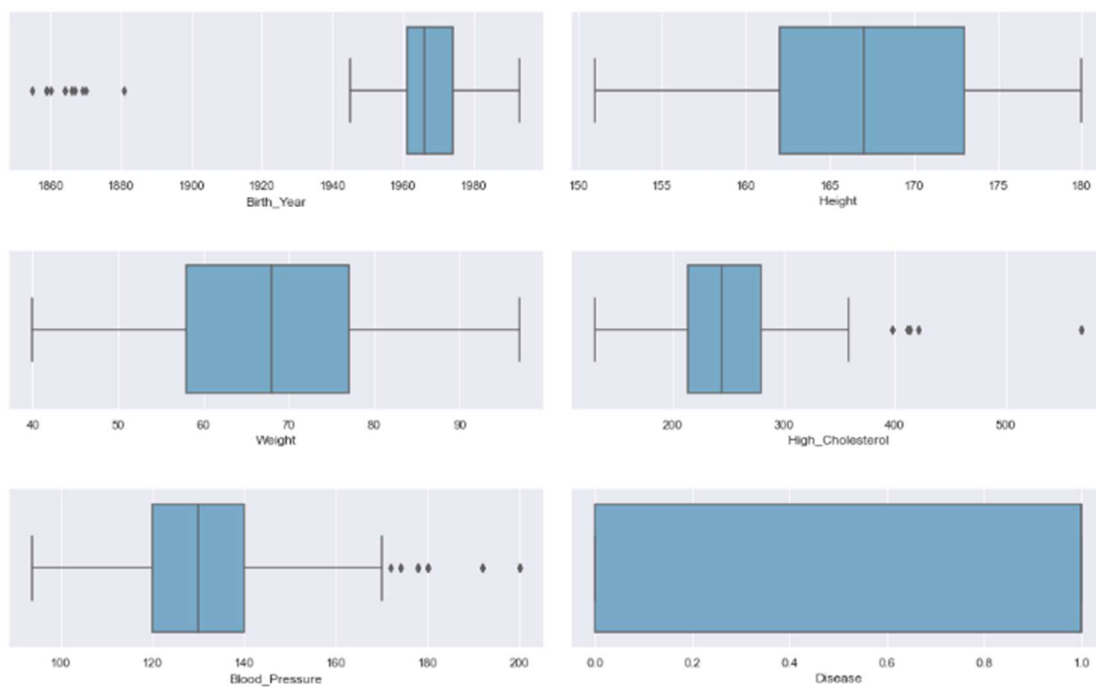 1860 1880 1900 1920 1940 1960 1980
Birth_Year
150 155 160 165 170 175 180
Height
40 50 60 70 80 90
Weight
200 300 400 500
High_Cholesterol
100 120 140 160 180 200
Blood_Pressure
0.0 0.2 0.4 0.6 0.8 1.0
Disease